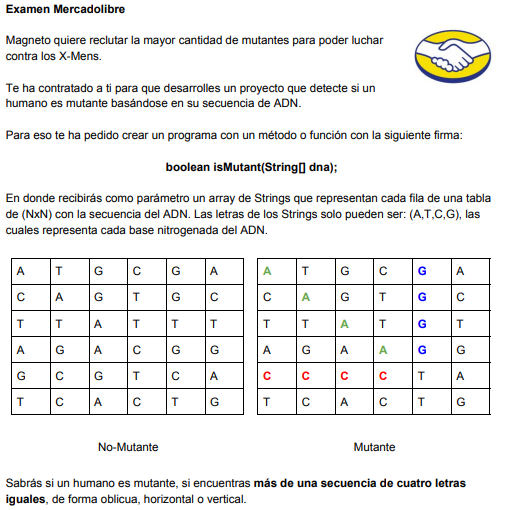 Examen Mercadolibre
Magneto quiere reclutar la mayor cantidad de mutantes para poder luchar
contra los X-Mens.
Te ha contratado a ti para que desarrolles un proyecto que detecte si un
humano es mutante basándose en su secuencia de ADN.
Para eso te ha pedido crear un programa con un método o función con la siguiente firma:
boolean isMutant(String[] dna);
En donde recibirás como parámetro un array de Strings que representan cada fila de una tabla
de (NxN) con la secuencia del ADN. Las letras de los Strings solo pueden ser: (A,T,C,G), las
cuales representa cada base nitrogenada del ADN.
A T G C G A
C A G T G C
T T A T T T
A G A C G G
G C G T C A
T C A C T G
No-Mutante
A T G C G A
C A G T G C
T T A T G T
A G A A G G
C C C C T A
T C A C T G
Mutante
Sabrás si un humano es mutante, si encuentras más de una secuencia de cuatro letras
iguales, de forma oblicua, horizontal o vertical.